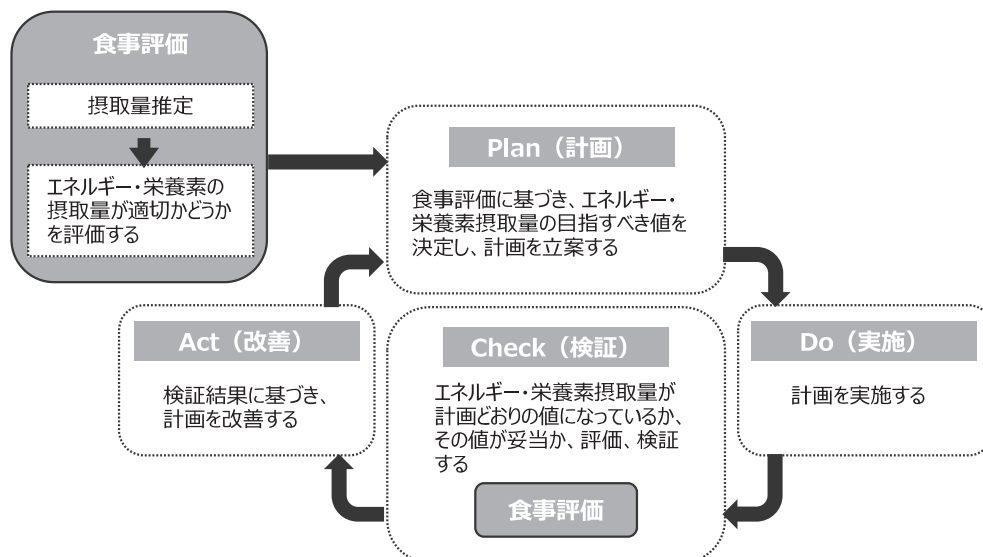 食事評価
摂取量推定
エネルギー・栄養素の
摂取量が適切かどうか
を評価する
Plan（計画）
食事評価に基づき、エネルギー・
栄養素摂取量の目指すべき値を
決定し、計画を立案する
Act（改善）
検証結果に基づき、
計画を改善する
Check（検証）
エネルギー・栄養素摂取量が
計画どおりの値になっているか、
その値が妥当か、評価、検証
する
食事評価
Do（実施）
計画を実施する